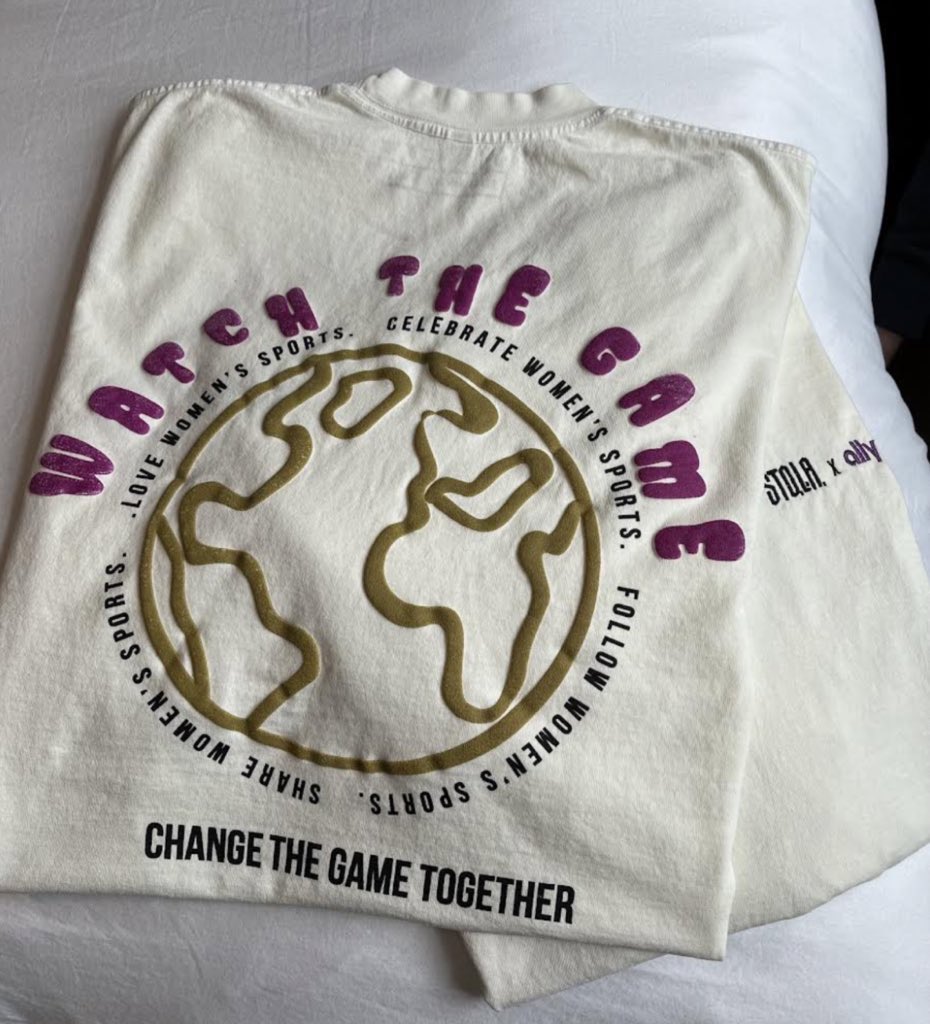 WATCH THE GAME
.LOVE WOMEN'S SPORTS. CELEBRATE WOMEN'S SPORTS. FOLLOW WOMEN'S SPORTS. SHARE WOMEN'S SPORTS.
CHANGE THE GAME TOGETHER
STOLA. x ally